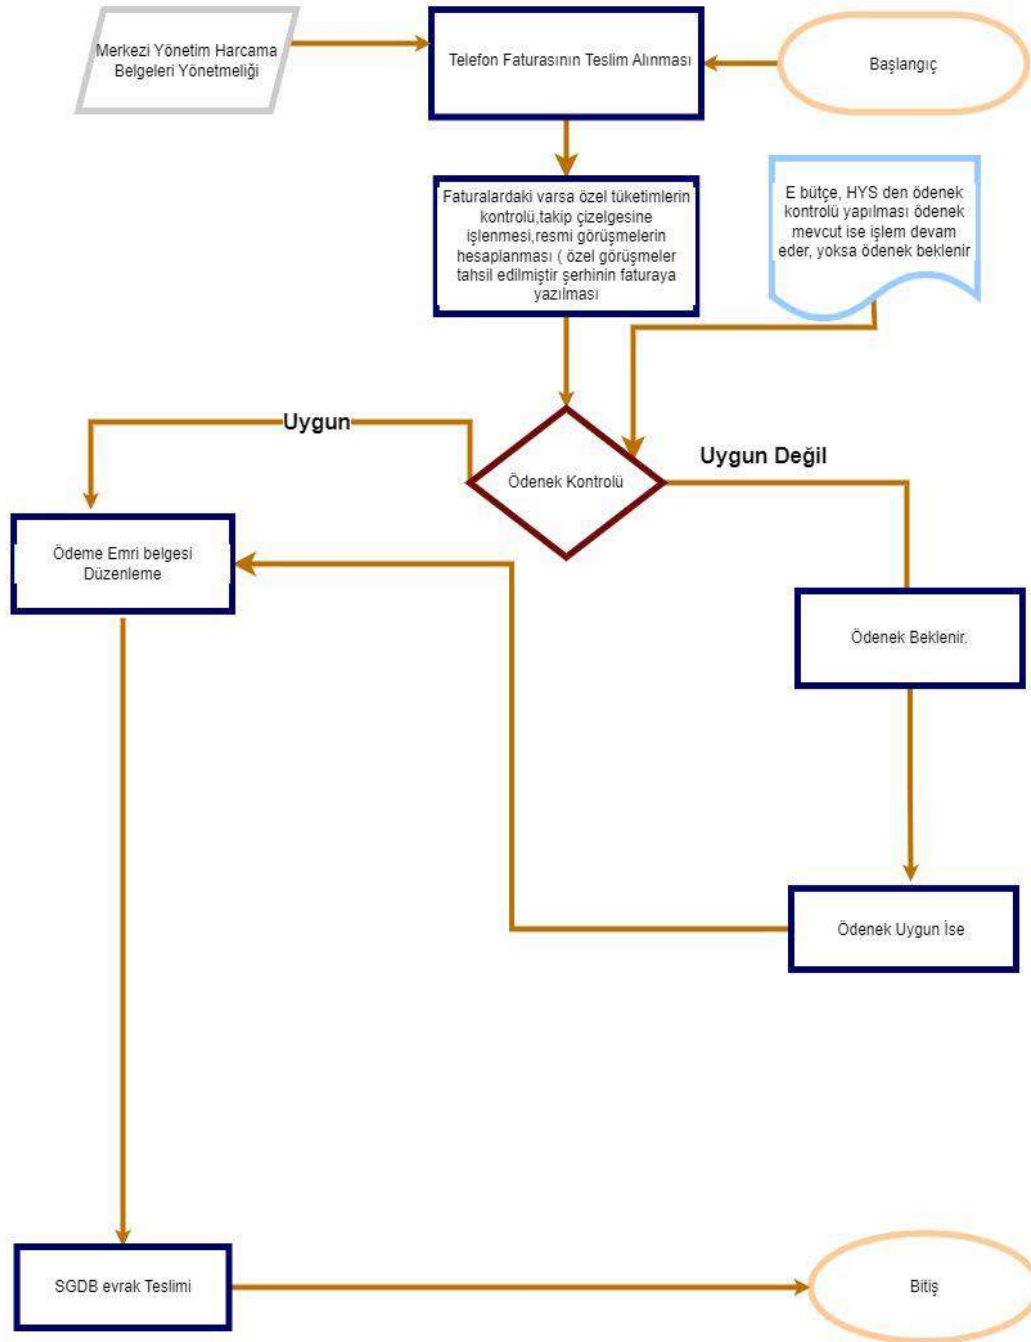 Merkezi Yönetim Harcama
Belgeleri Yönetmeliği
Telefon Faturasının Teslim Alınması
Başlangıç
Faturalardaki varsa özel tüketimlerin
kontrolü,takip çizelgesine
işlenmesi,resmi görüşmelerin
hesaplanması ( özel görüşmeler
tahsil edilmiştir şerhinin faturaya
yazılması
E bütçe, HYS den ödenek
kontrolü yapılması ödenek
mevcut ise işlem devam
eder, yoksa ödenek beklenir
Uygun
Uygun Değil
Ödenek Kontrolü
Ödeme Emri belgesi
Düzenleme
Ödenek Beklenir.
Ödenek Uygun İse
SGDB evrak Teslimi
Bitiş